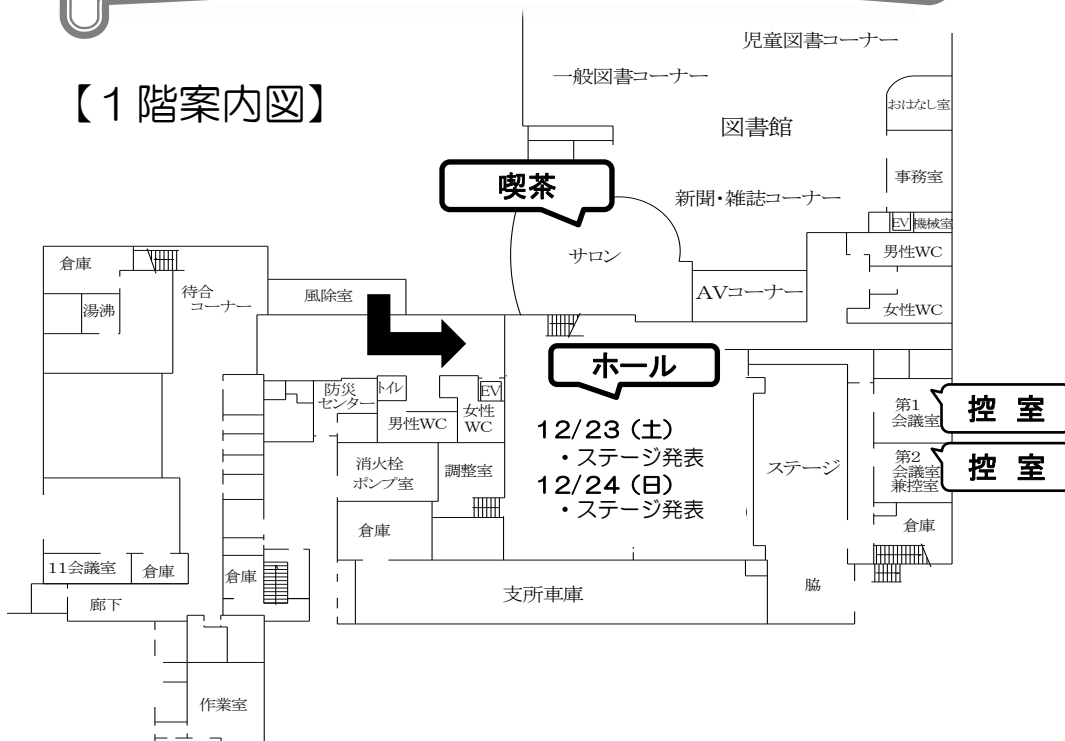 【１階案内図】
児童図書コーナー
一般図書コーナー
おはなし室
図書館
喫茶
事務室
新聞・雑誌コーナー
EV
機械室
サロン
男性WC
倉庫
待合
コーナー
風除室
AVコーナー
湯沸
女性WC
ホール
防災
センター
トイレ
EV
男性WC
女性
WC
第1
会議室
控 室
12/23（土）
・ステージ発表
12/24（日）
・ステージ発表
ステージ
第2
会議室
兼控室
控 室
消火栓
ポンプ室
調整室
倉庫
倉庫
11会議室
倉庫
倉庫
支所車庫
脇
廊下
作業室